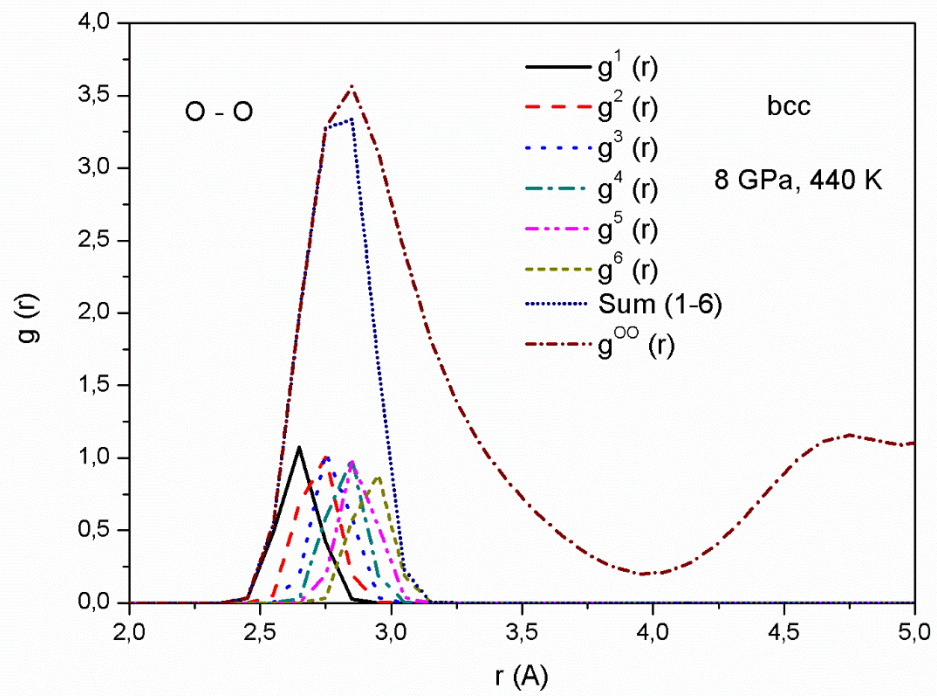 4,0
3,5
3,0
2,5
2,0
1,5
1,0
0,5
0,0
g (r)
O - O
g¹ (r)
g² (r)
g³ (r)
g⁴ (r)
g⁵ (r)
g⁶ (r)
Sum (1-6)
g^OO (r)
bcc
8 GPa, 440 K
2,0 2,5 3,0 3,5 4,0 4,5 5,0
r (A)